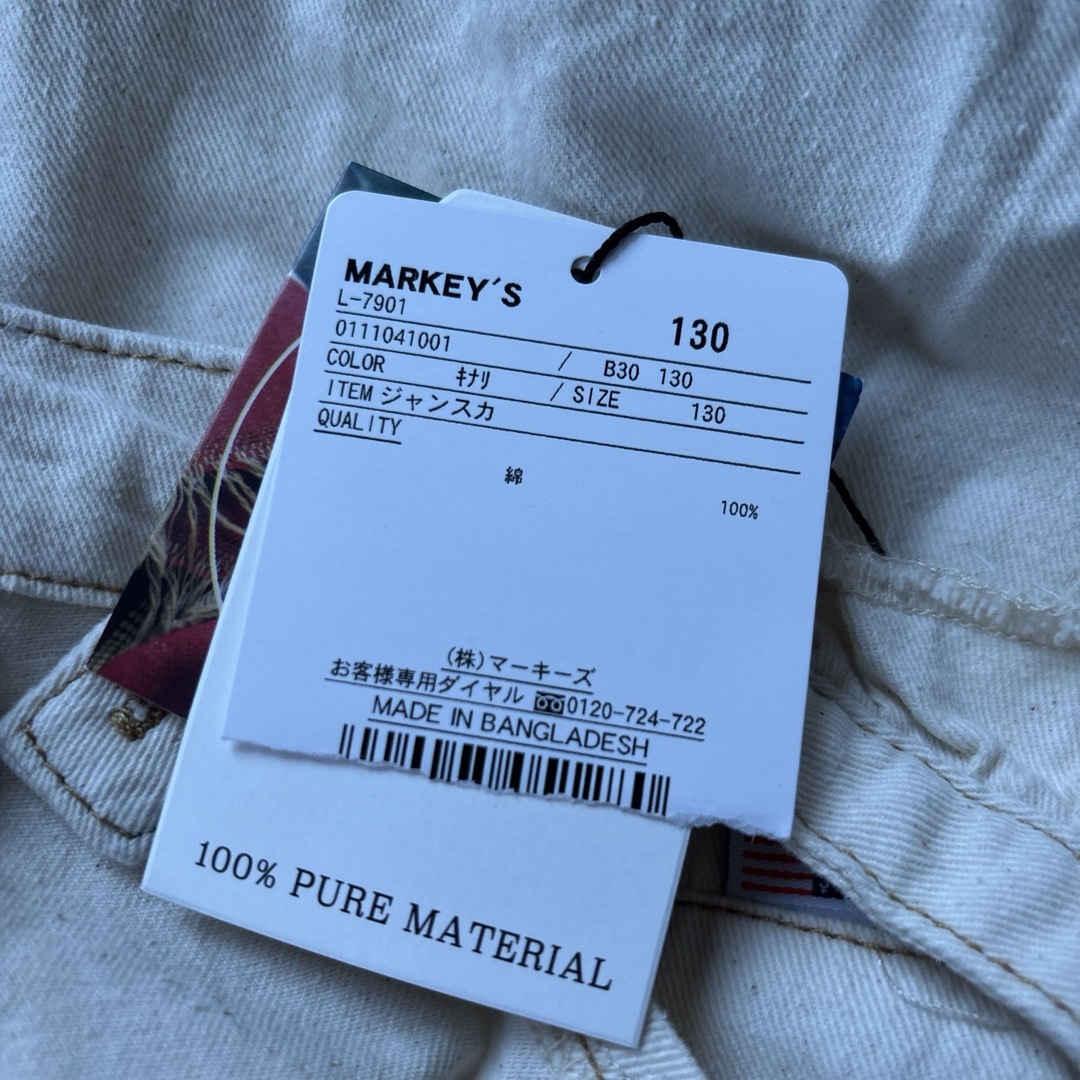 MARKEY'S
L-7901
130
0111041001 / B30 130
COLOR ｷﾅﾘ / SIZE 130
ITEM ジャンスカ
QUALITY
綿 100%
(株)マーキーズ
お客様専用ダイヤル 0120-724-722
MADE IN BANGLADESH
100% PURE MATERIAL